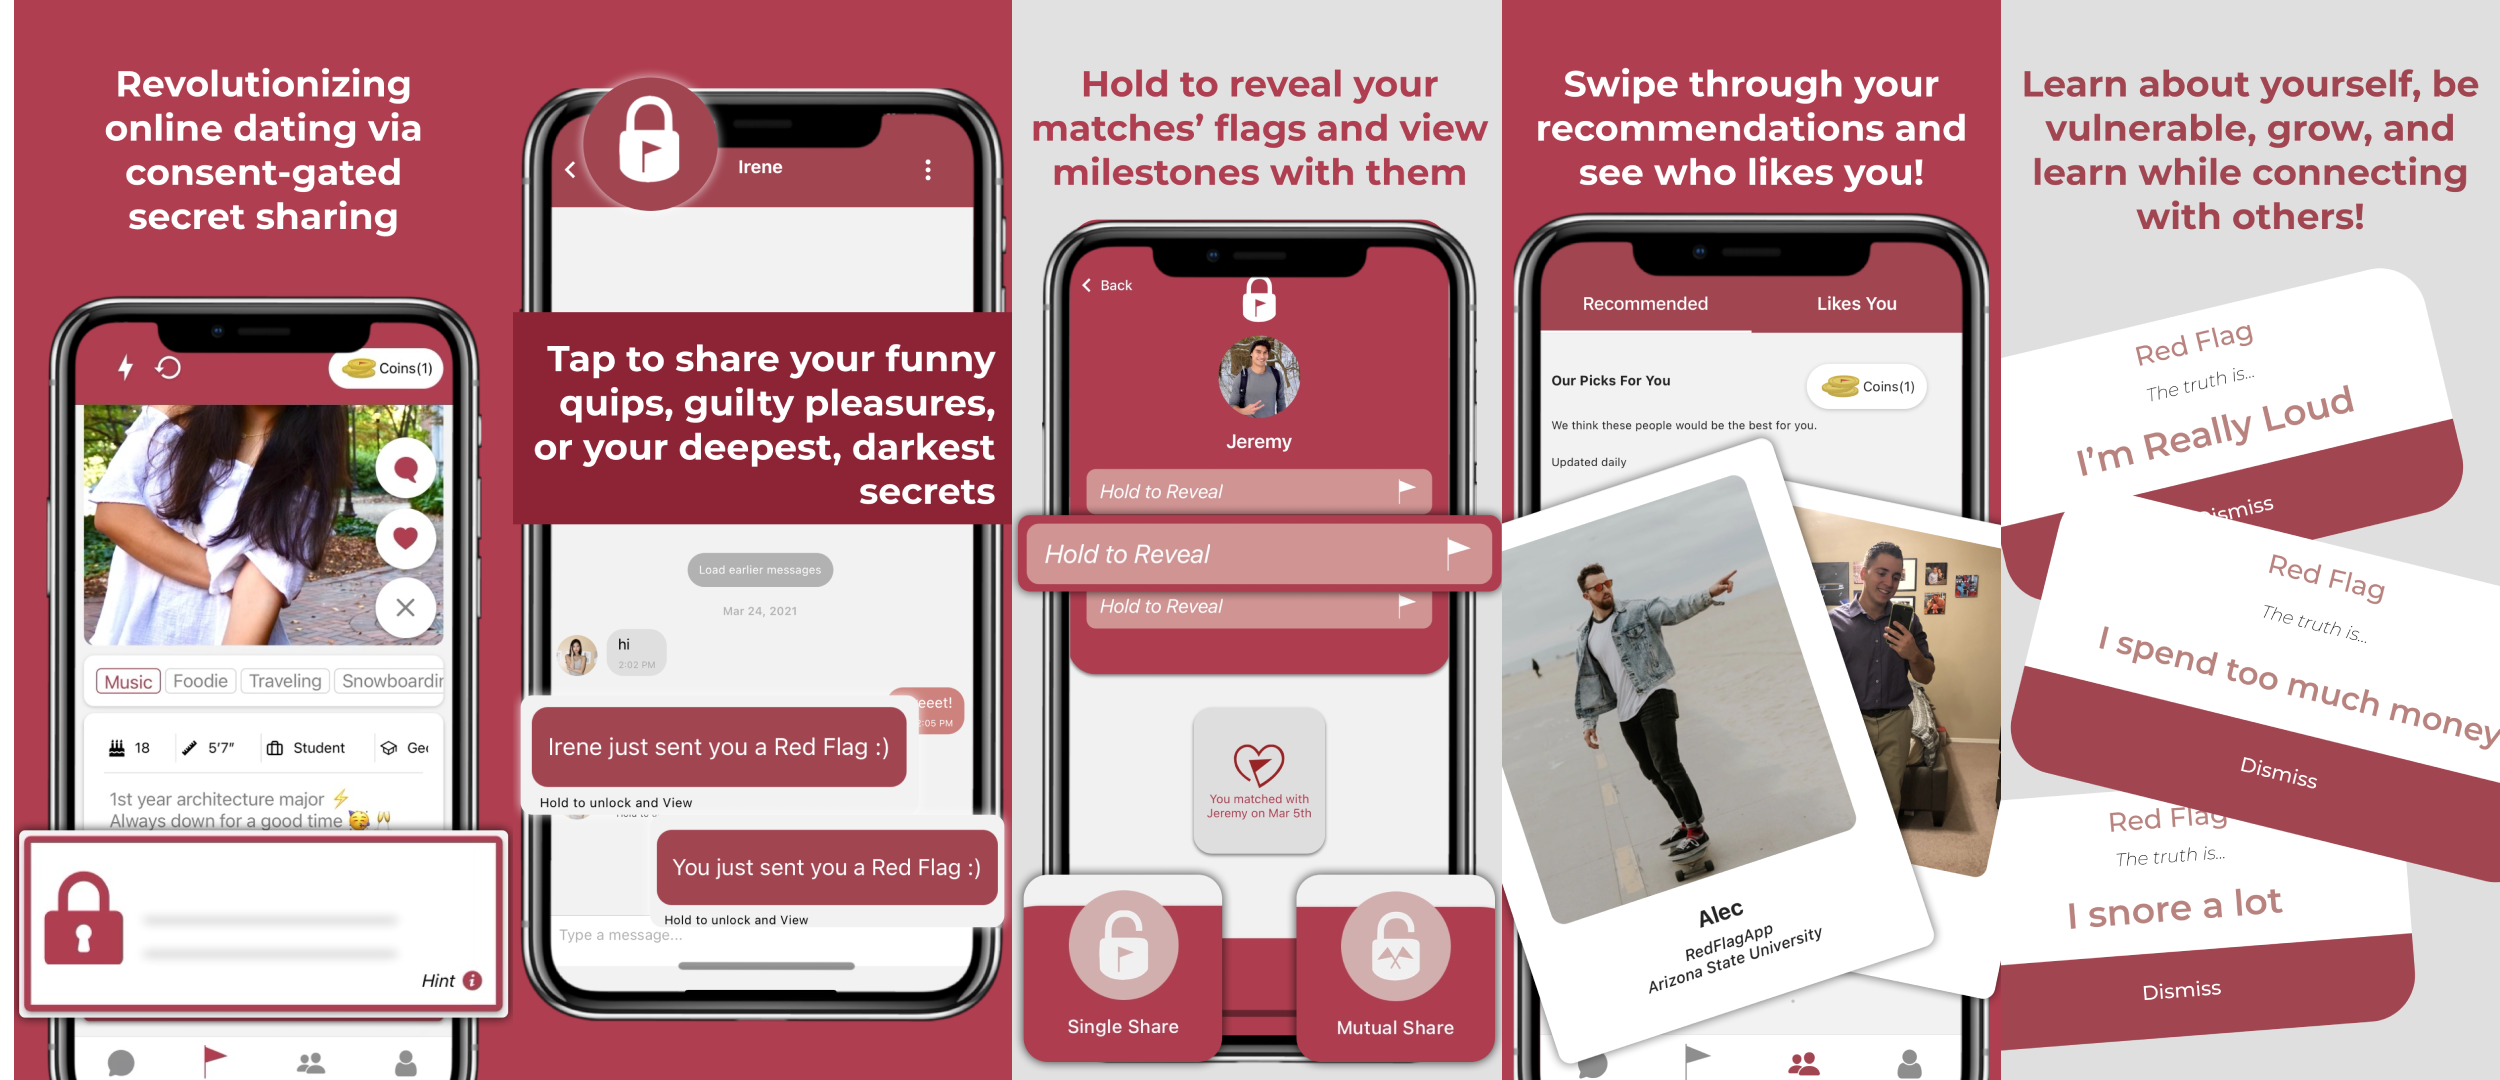 Revolutionizing
online dating via
consent-gated
secret sharing
Coins(1)
Music
Foodie
Traveling
18
5'7"
Student
1st year architecture major ⚡
Always down for a good time 🥳 🥂
Hint
Irene
Tap to share your funny
quips, guilty pleasures,
or your deepest, darkest
secrets
Load earlier messages
Mar 24, 2021
hi
2:02 PM
eeet!
2:05 PM
Irene just sent you a Red Flag :)
Hold to unlock and View
You just sent you a Red Flag :)
Hold to unlock and View
Type a message...
Hold to reveal your
matches' flags and view
milestones with them
Back
Jeremy
Hold to Reveal
Hold to Reveal
Hold to Reveal
You matched with
Jeremy on Mar 5th
Single Share
Mutual Share
Swipe through your
recommendations and
see who likes you!
Recommended
Likes You
Our Picks For You
Coins(1)
We think these people would be the best for you.
Updated daily
Alec
RedFlagApp
Arizona State University
Learn about yourself, be
vulnerable, grow, and
learn while connecting
with others!
Red Flag
The truth is...
I'm Really Loud
Dismiss
Red Flag
The truth is...
I spend too much money
Dismiss
Red Flag
The truth is...
I snore a lot
Dismiss